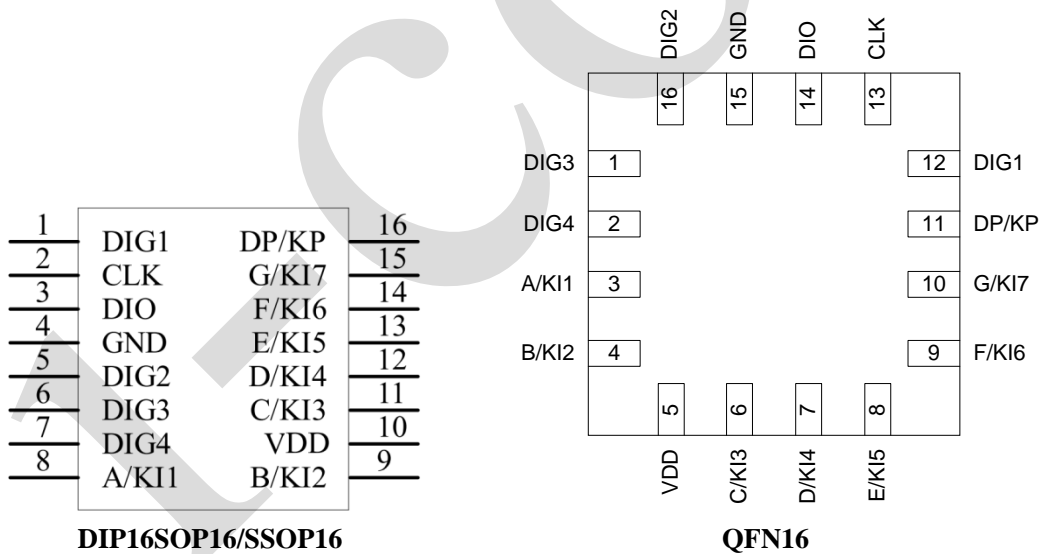 1 DIG1 DP/KP 16
2 CLK G/KI7 15
3 DIO F/KI6 14
4 GND E/KI5 13
5 DIG2 D/KI4 12
6 DIG3 C/KI3 11
7 DIG4 VDD 10
8 A/KI1 B/KI2 9
DIP16SOP16/SSOP16
DIG2 GND DIO CLK
16 15 14 13
DIG3 1 12 DIG1
DIG4 2 11 DP/KP
A/KI1 3 10 G/KI7
B/KI2 4 9 F/KI6
5 6 7 8
VDD C/KI3 D/KI4 E/KI5
QFN16